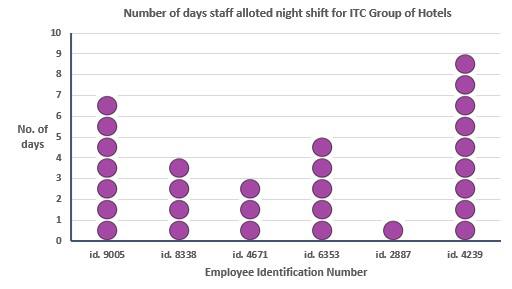 Number of days staff alloted night shift for ITC Group of Hotels
10
9
8
7
6
5
4
3
2
1
0
No. of
days
id. 9005 id. 8338 id. 4671 id. 6353 id. 2887 id. 4239
Employee Identification Number